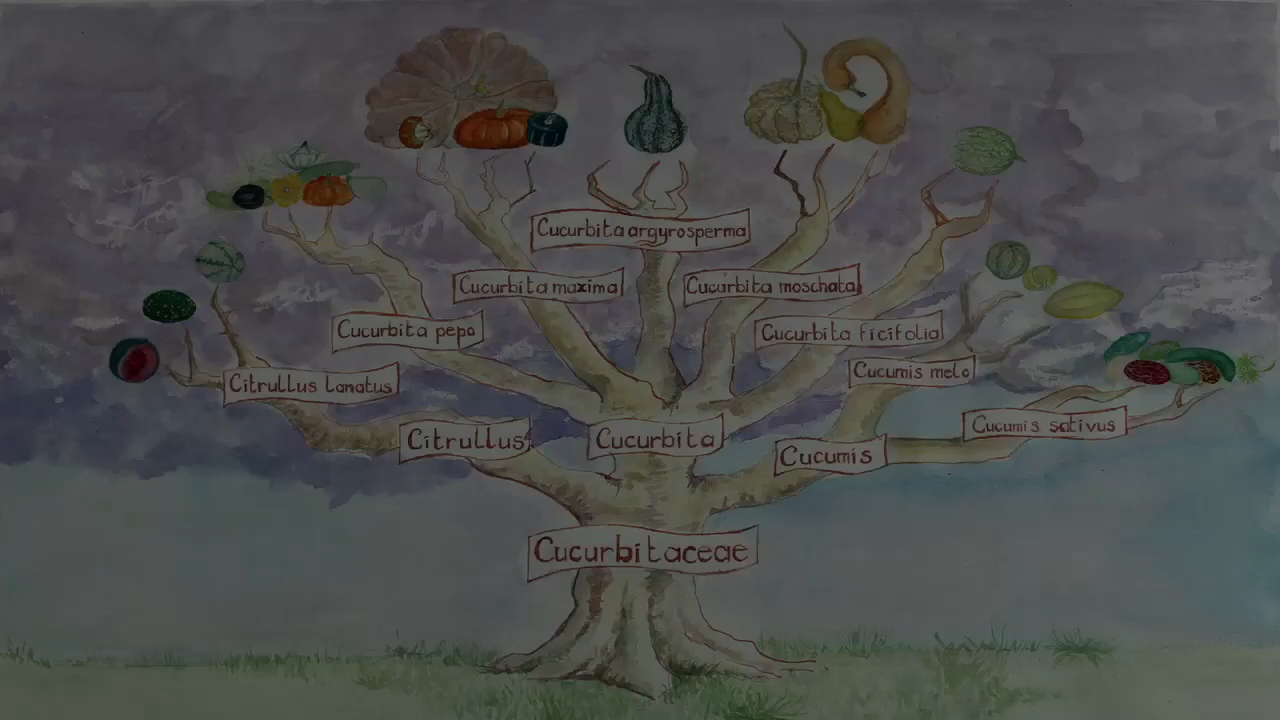 Cucurbita argyrosperma
Cucurbita maxima
Cucurbita moschata
Cucurbita pepo
Cucurbita ficifolia
Citrullus lanatus
Cucumis melo
Cucumis sativus
Citrullus
Cucurbita
Cucumis
Cucurbitaceae